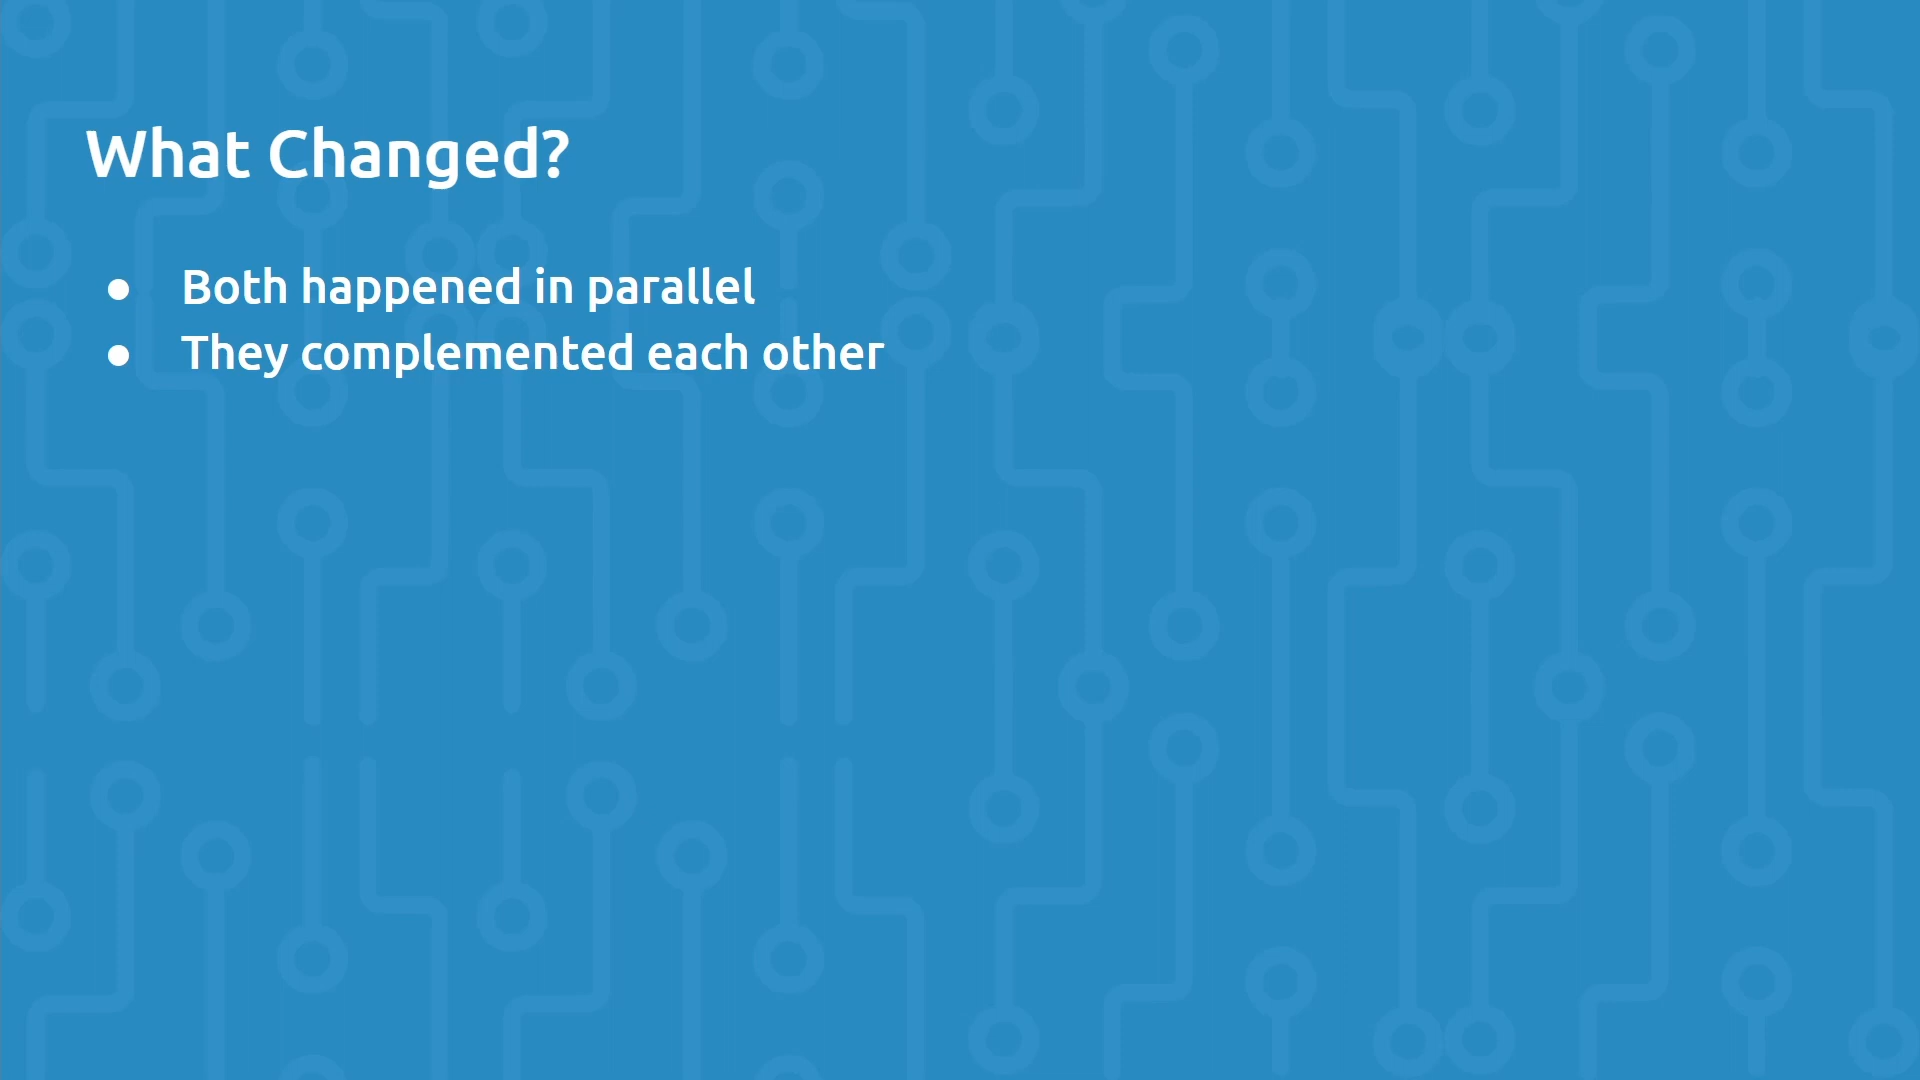 What Changed?
● Both happened in parallel
● They complemented each other